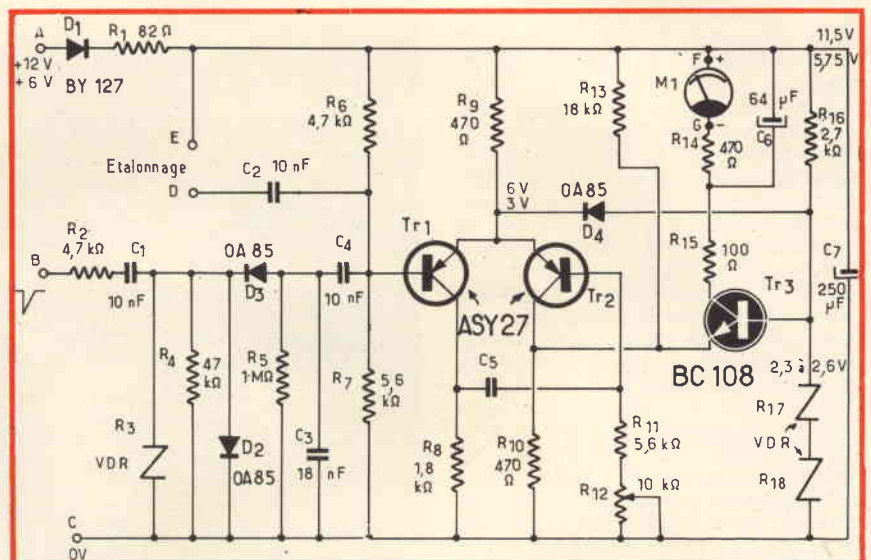 A
+12 V
+ 6 V
D1
BY 127
R1 82 Ω
E
Etalonnage
D
C2 10 nF
R6
4,7 kΩ
R9
470
Ω
R13
18 kΩ
F +
M1
G -
R14
470
Ω
64 µF
C6
11,5 V
5,75 V
R16
2,7
kΩ
B
R2
4,7 kΩ
C1
10 nF
OA 85
D3
C4
10 nF
6 V
3 V
OA85
D4
Tr1
Tr2
ASY27
R15
100
Ω
Tr3
BC 108
C7
250
µF
R3
VDR
R4
47
kΩ
D2
OA85
R5
1 MΩ
C3
18 nF
R7
5,6
kΩ
C5
R8
1,8
kΩ
R10
470
Ω
R11
5,6 kΩ
R12
10 kΩ
2,3 à 2,6V
R17
VDR
R18
C
0V